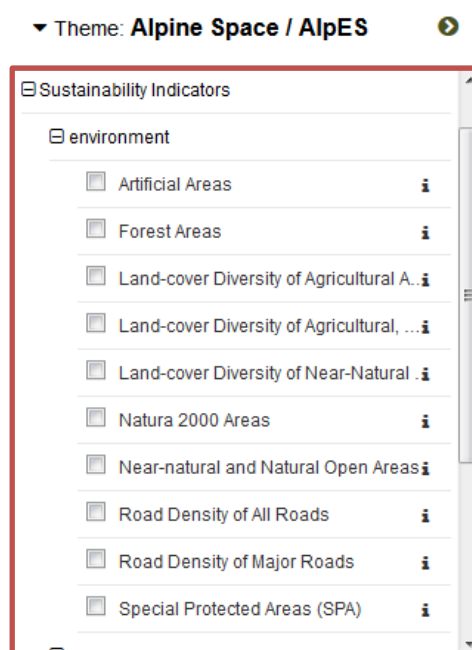 Theme: Alpine Space / AlpES
Sustainability Indicators
environment
Artificial Areas
Forest Areas
Land-cover Diversity of Agricultural A..
Land-cover Diversity of Agricultural, ...
Land-cover Diversity of Near-Natural .
Natura 2000 Areas
Near-natural and Natural Open Areas
Road Density of All Roads
Road Density of Major Roads
Special Protected Areas (SPA)